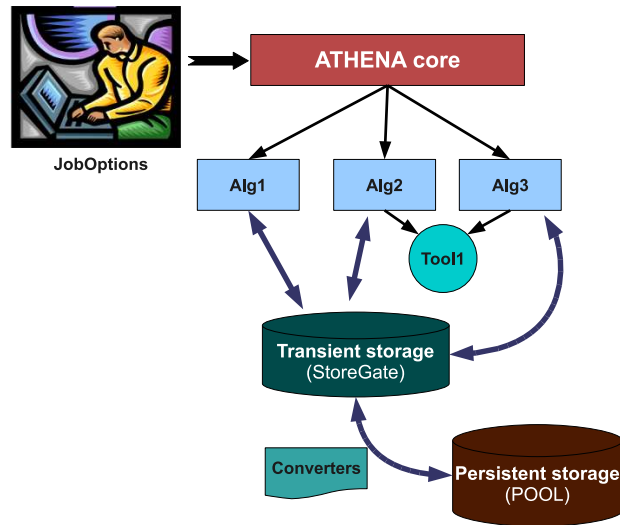 ATHENA core
JobOptions
Alg1
Alg2
Alg3
Tool1
Transient storage
(StoreGate)
Converters
Persistent storage
(POOL)